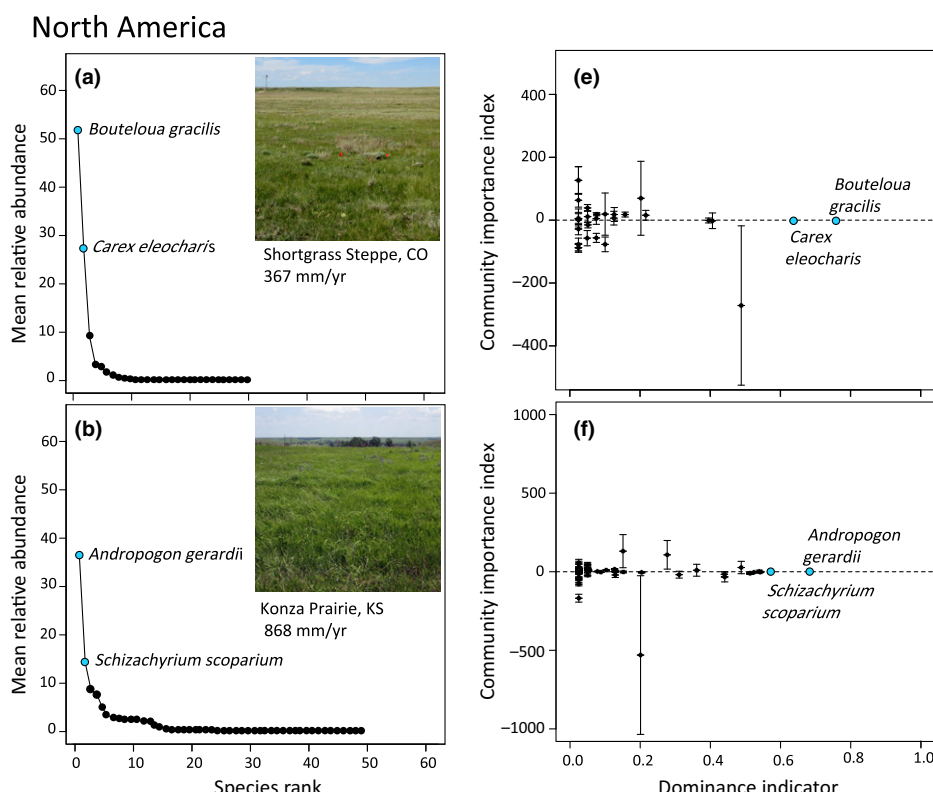 North America
(a)
Mean relative abundance
60
50
40
30
20
10
0
Bouteloua gracilis
Carex eleocharis
Shortgrass Steppe, CO
367 mm/yr
(e)
Community importance index
400
200
0
−200
−400
Bouteloua
gracilis
Carex
eleocharis
(b)
Mean relative abundance
60
50
40
30
20
10
0
Andropogon gerardii
Schizachyrium scoparium
Konza Prairie, KS
868 mm/yr
0 10 20 30 40 50 60
Species rank
(f)
Community importance index
1000
500
0
−500
−1000
Andropogon
gerardii
Schizachyrium
scoparium
0.0 0.2 0.4 0.6 0.8 1.0
Dominance indicator